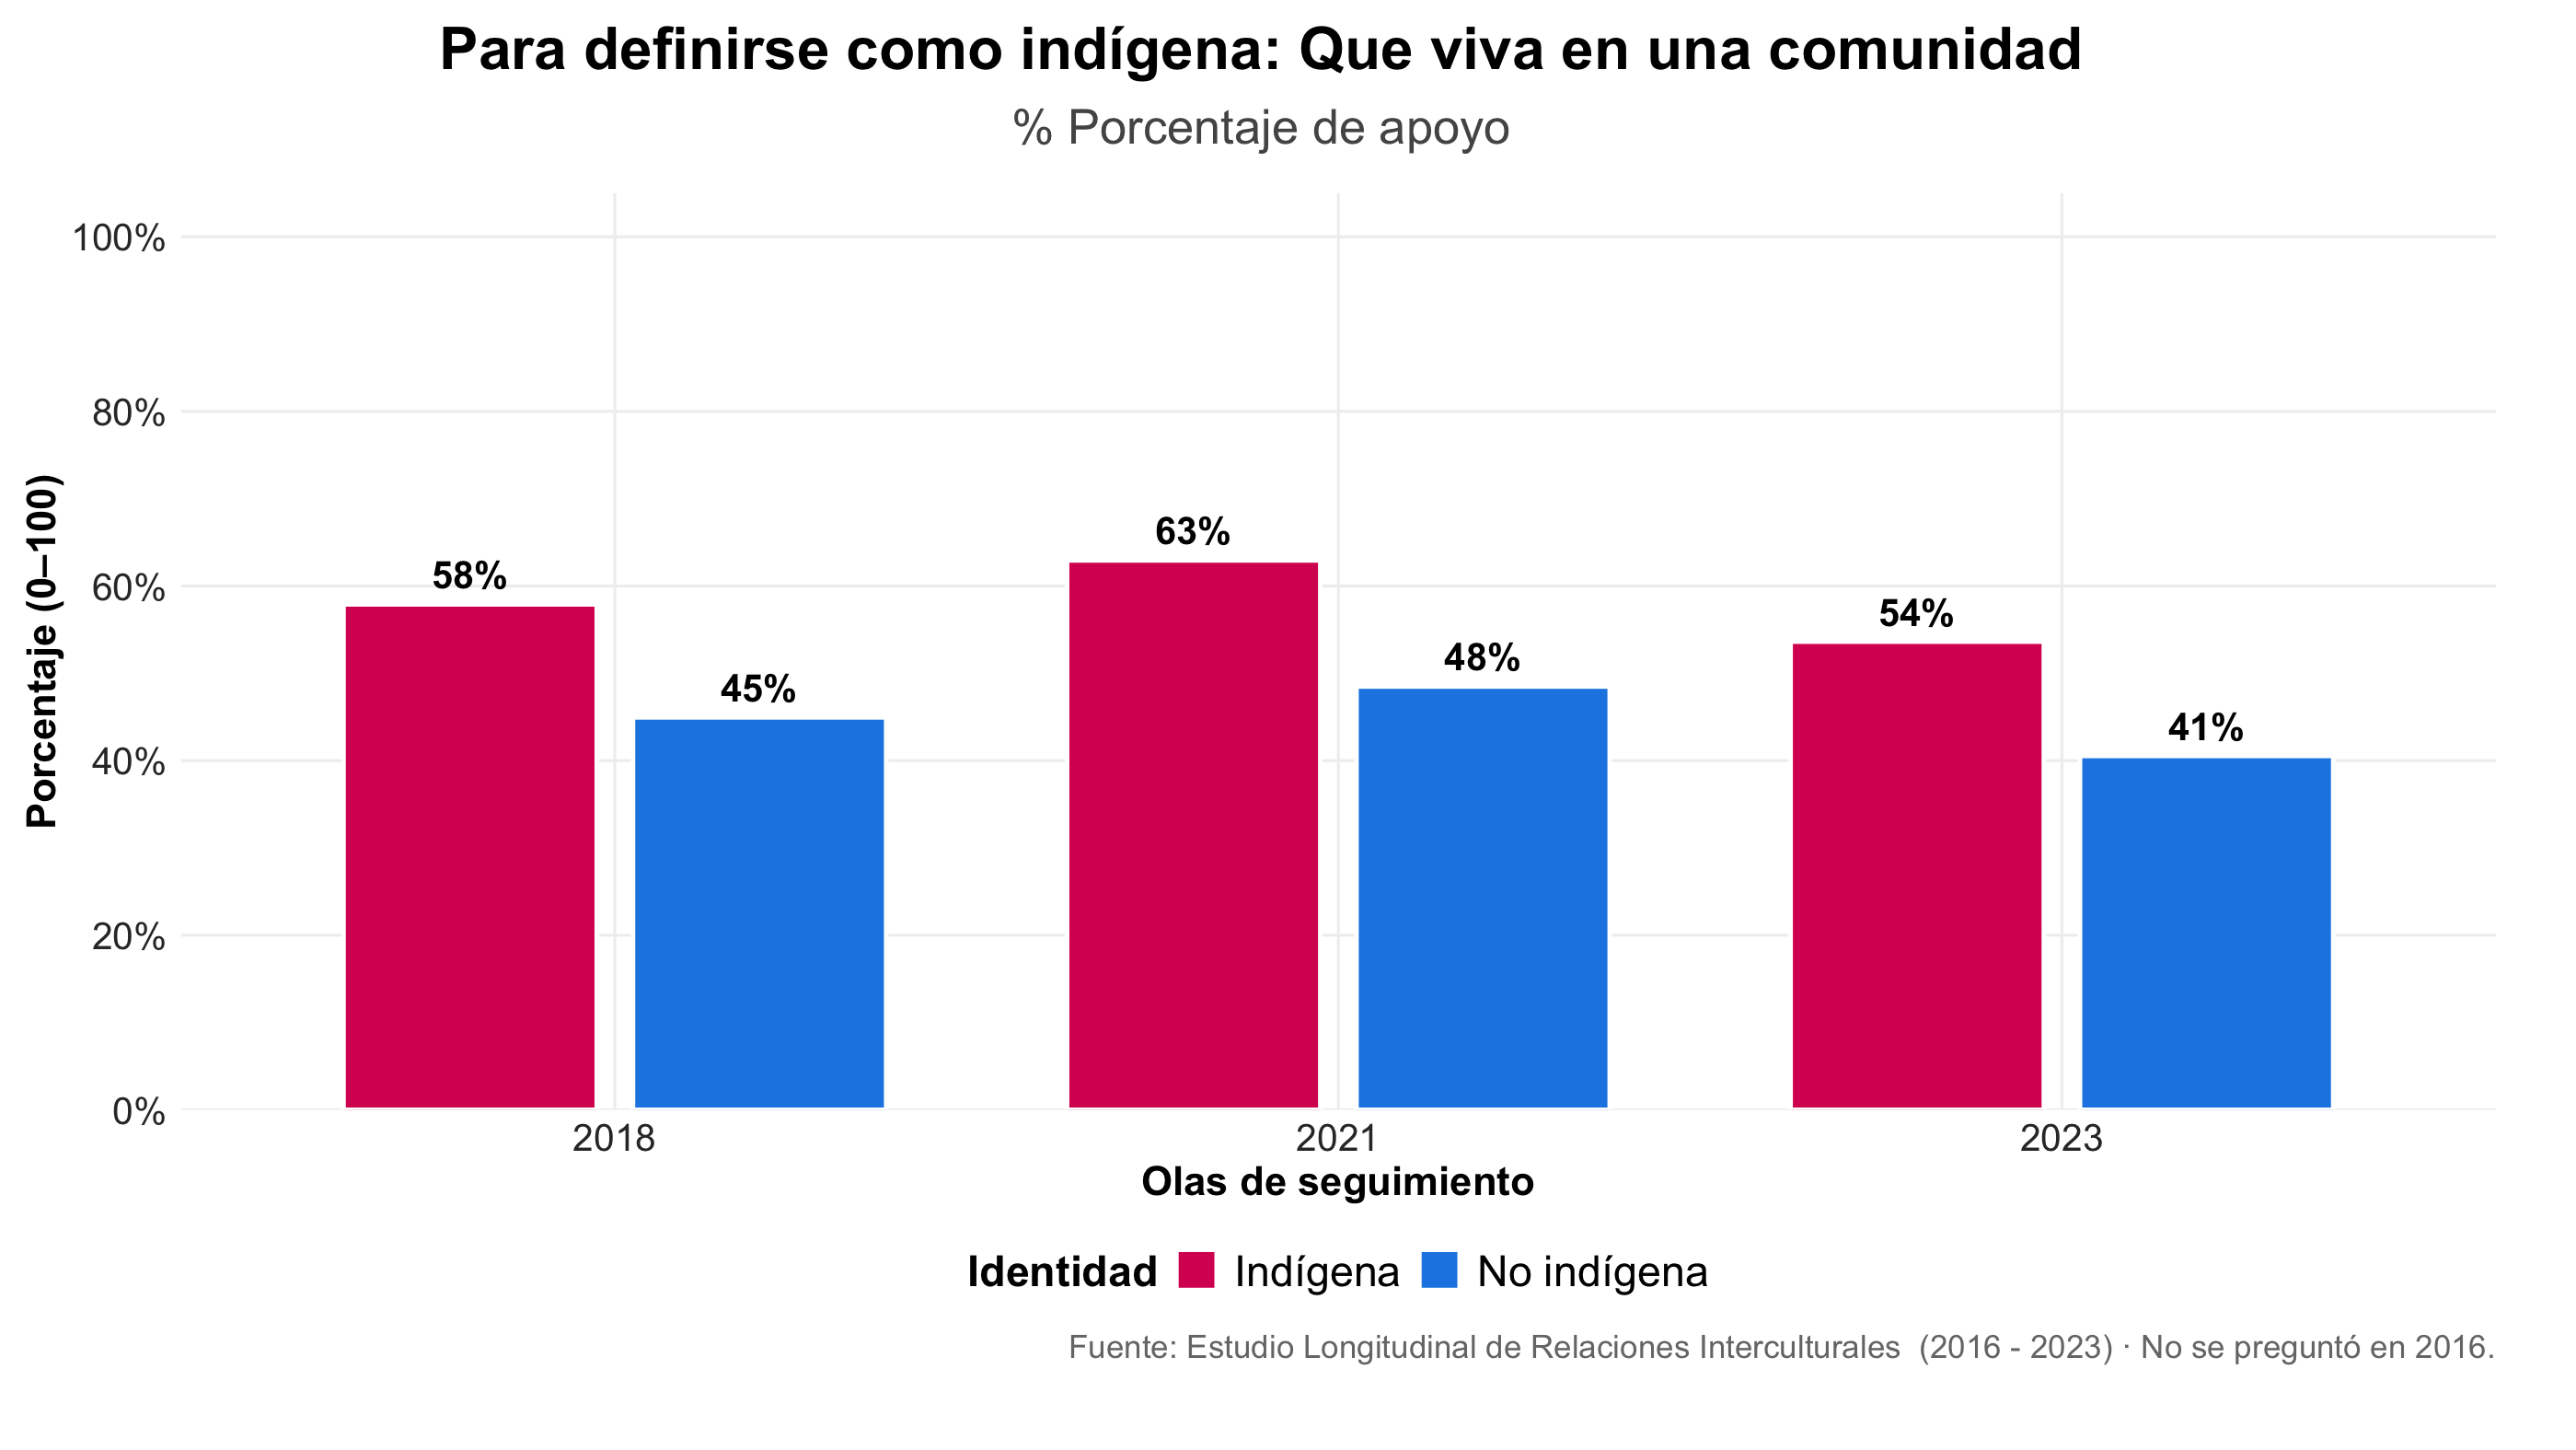 Para definirse como indígena: Que viva en una comunidad
% Porcentaje de apoyo
Porcentaje (0–100)
100%
80%
60%
40%
20%
0%
58%
45%
63%
48%
54%
41%
2018
2021
2023
Olas de seguimiento
Identidad Indígena No indígena
Fuente: Estudio Longitudinal de Relaciones Interculturales (2016 - 2023) · No se preguntó en 2016.